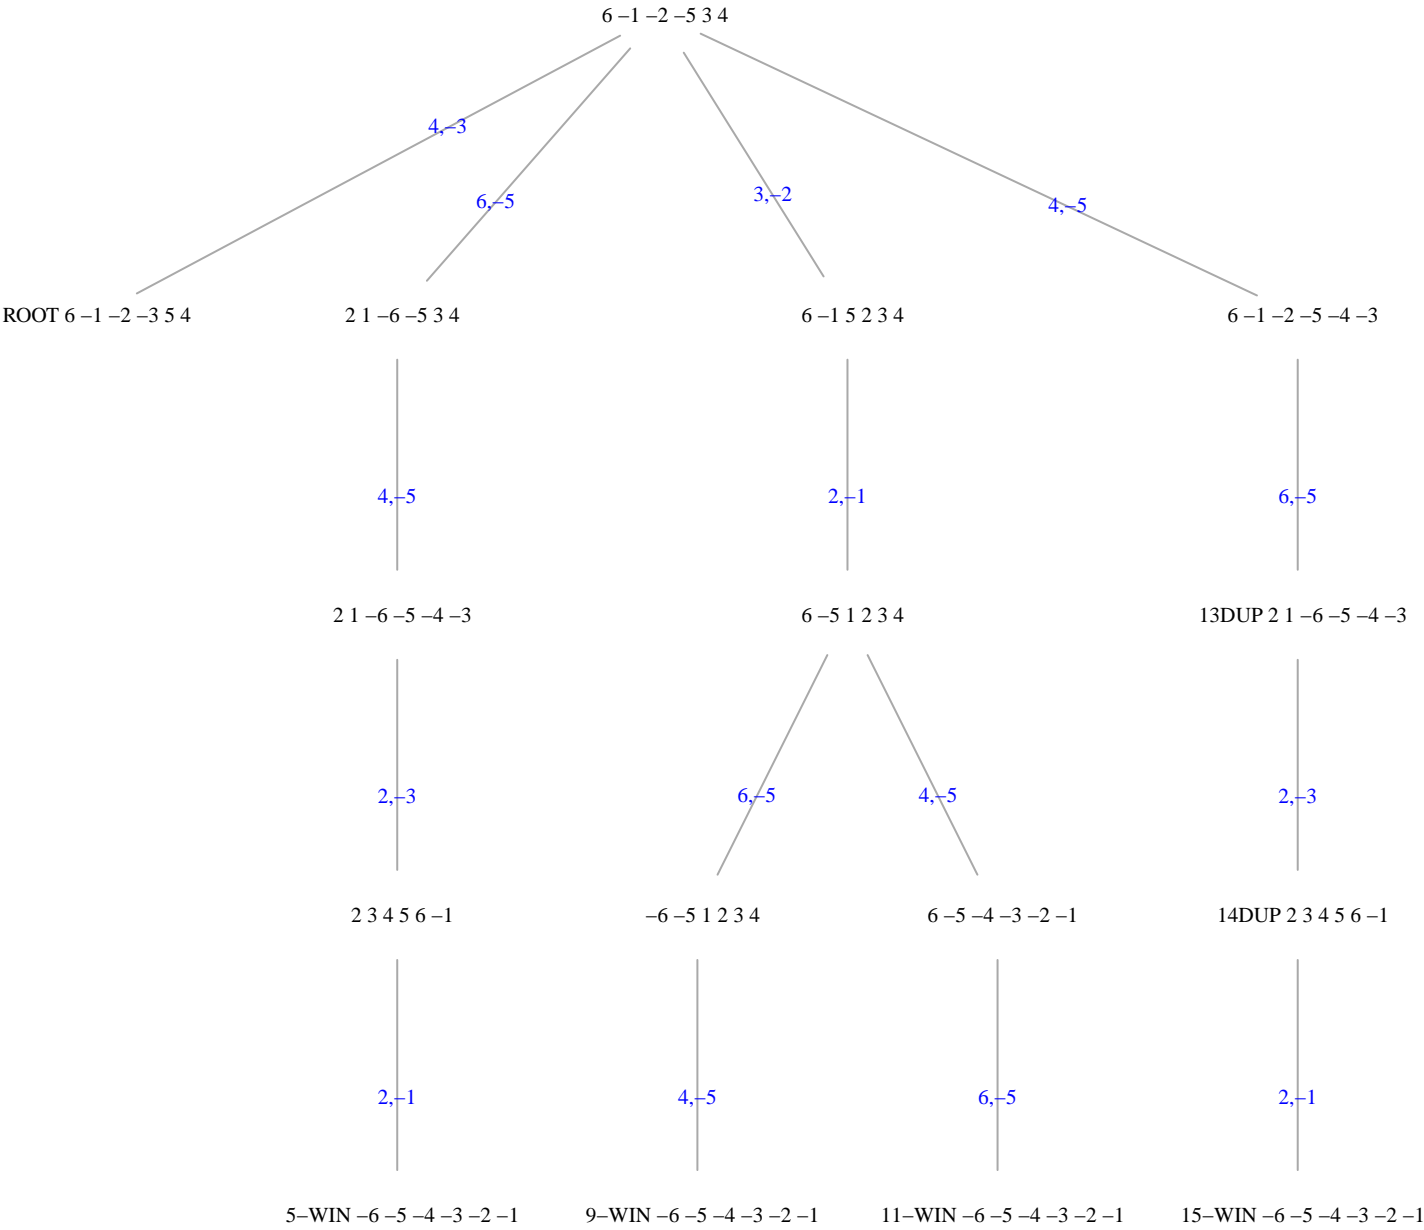 6 –1 –2 –5 3 4
4,–3
6,–5
3,–2
4,–5
ROOT 6 –1 –2 –3 5 4
2 1 –6 –5 3 4
6 –1 5 2 3 4
6 –1 –2 –5 –4 –3
4,–5
2,–1
6,–5
2 1 –6 –5 –4 –3
6 –5 1 2 3 4
13DUP 2 1 –6 –5 –4 –3
2,–3
6,–5
4,–5
2,–3
2 3 4 5 6 –1
–6 –5 1 2 3 4
6 –5 –4 –3 –2 –1
14DUP 2 3 4 5 6 –1
2,–1
4,–5
6,–5
2,–1
5–WIN –6 –5 –4 –3 –2 –1
9–WIN –6 –5 –4 –3 –2 –1
11–WIN –6 –5 –4 –3 –2 –1
15–WIN –6 –5 –4 –3 –2 –1